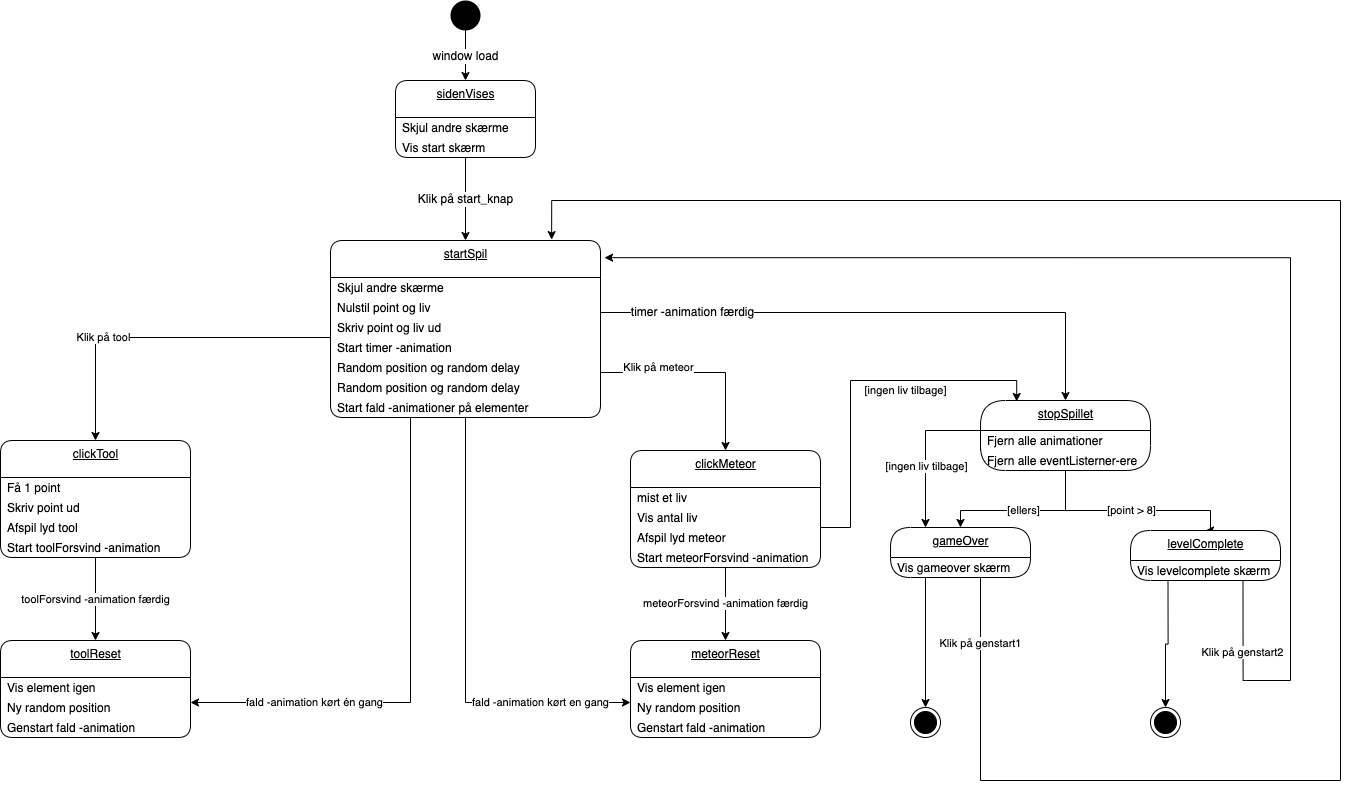 window load
sidenVises
Skjul andre skærme
Vis start skærm
Klik på start_knap
startSpil
Skjul andre skærme
Nulstil point og liv
Skriv point og liv ud
Start timer -animation
Random position og random delay
Random position og random delay
Start fald -animationer på elementer
timer -animation færdig
Klik på tool
Klik på meteor
[ingen liv tilbage]
stopSpillet
Fjern alle animationer
Fjern alle eventListerner-ere
clickTool
Få 1 point
Skriv point ud
Afspil lyd tool
Start toolForsvind -animation
clickMeteor
mist et liv
Vis antal liv
Afspil lyd meteor
Start meteorForsvind -animation
[ingen liv tilbage]
[ellers]
[point > 8]
gameOver
Vis gameover skærm
levelComplete
Vis levelcomplete skærm
toolForsvind -animation færdig
meteorForsvind -animation færdig
Klik på genstart1
Klik på genstart2
toolReset
Vis element igen
Ny random position
Genstart fald -animation
fald -animation kørt én gang
fald -animation kørt en gang
meteorReset
Vis element igen
Ny random position
Genstart fald -animation